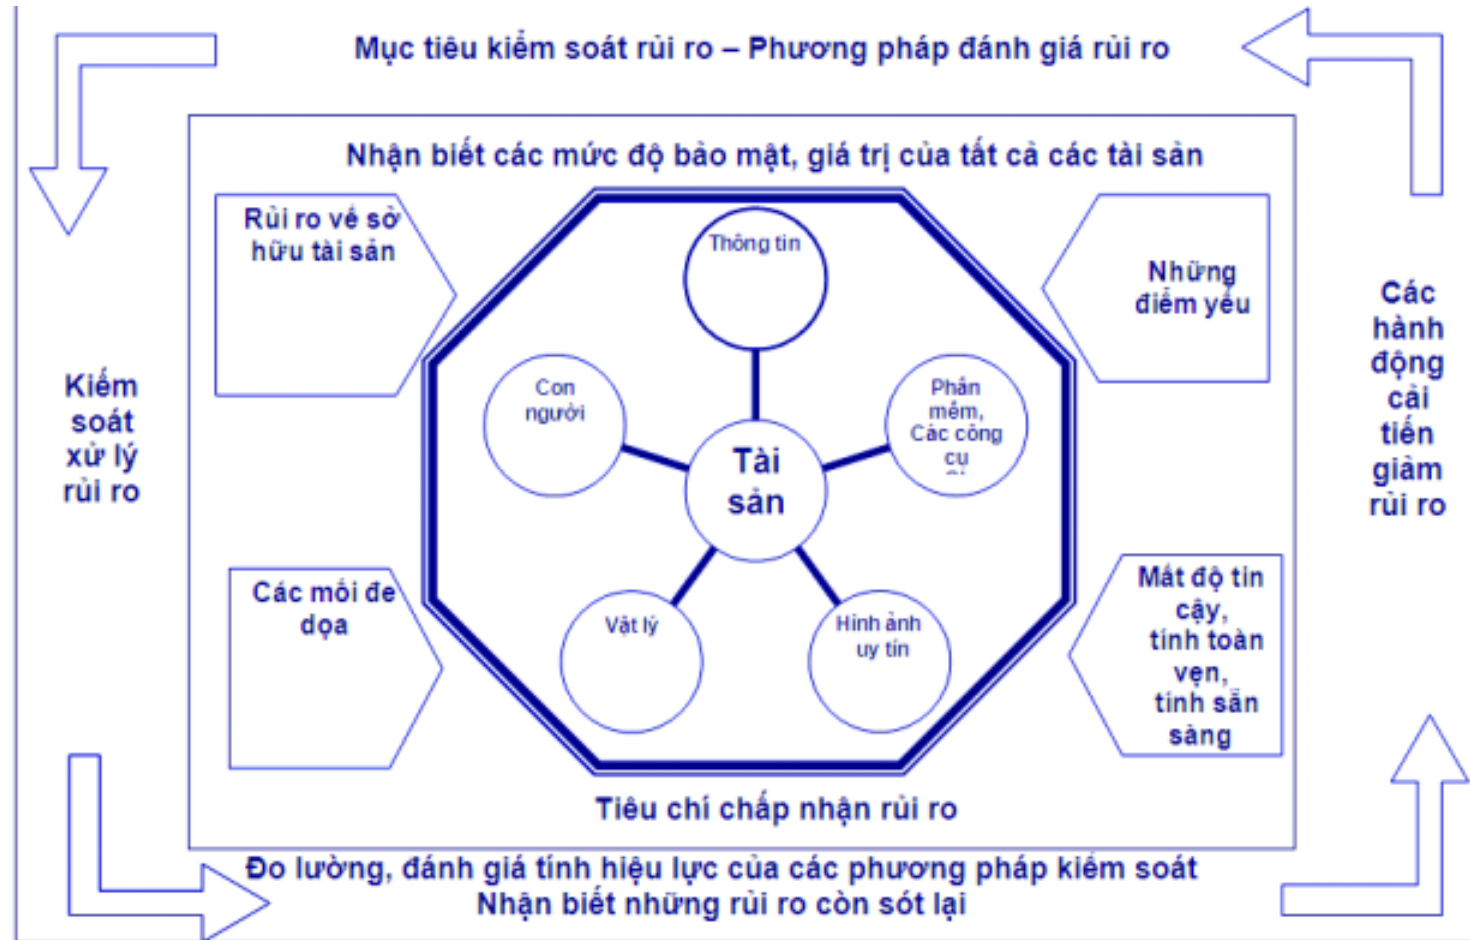 Mục tiêu kiểm soát rủi ro – Phương pháp đánh giá rủi ro
Nhận biết các mức độ bảo mật, giá trị của tất cả các tài sản
Rủi ro về sở
hữu tài sản
Thông tin
Những
điểm yếu
Con
người
Phần
mềm,
Các công
cụ
Tài
sản
Kiểm
soát
xử lý
rủi ro
Các
hành
động
cải
tiến
giảm
rủi ro
Các mối đe
dọa
Vật lý
Hình ảnh
uy tín
Mất độ tin
cậy,
tính toàn
vẹn,
tính sẵn
sàng
Tiêu chí chấp nhận rủi ro
Đo lường, đánh giá tính hiệu lực của các phương pháp kiểm soát
Nhận biết những rủi ro còn sót lại